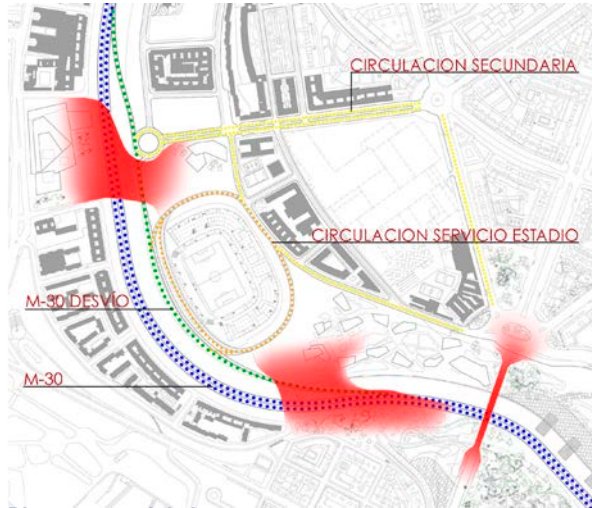 CIRCULACION SECUNDARIA
CIRCULACION SERVICIO ESTADIO
M-30 DESVIO
M-30